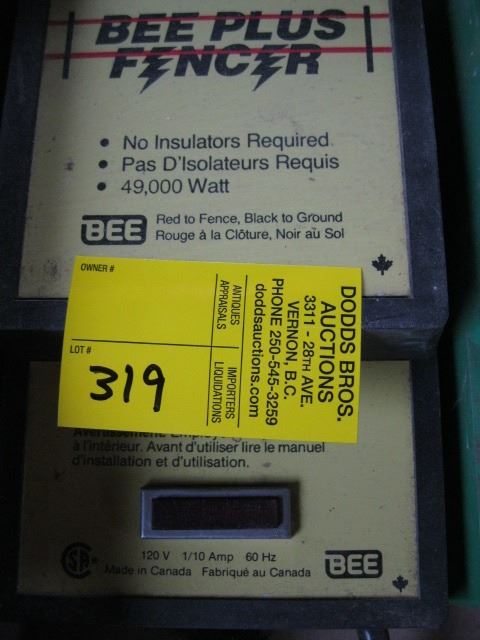 BEE PLUS
FENCER
• No Insulators Required.
• Pas D'Isolateurs Requis
• 49,000 Watt
BEE
Red to Fence, Black to Ground
Rouge à la Clôture, Noir au Sol
OWNER #
LOT #
319
ANTIQUES
APPRAISALS
IMPORTERS
LIQUIDATIONS
DODDS BROS.
AUCTIONS
3311 - 28TH AVE.
VERNON, B.C.
PHONE 250-545-3259
doddsauctions.com
Avertissement:
à l'intérieur. Avant d'utiliser lire le manuel
d'installation et d'utilisation.
120 V 1/10 Amp 60 Hz
Made in Canada Fabriqué au Canada
BEE